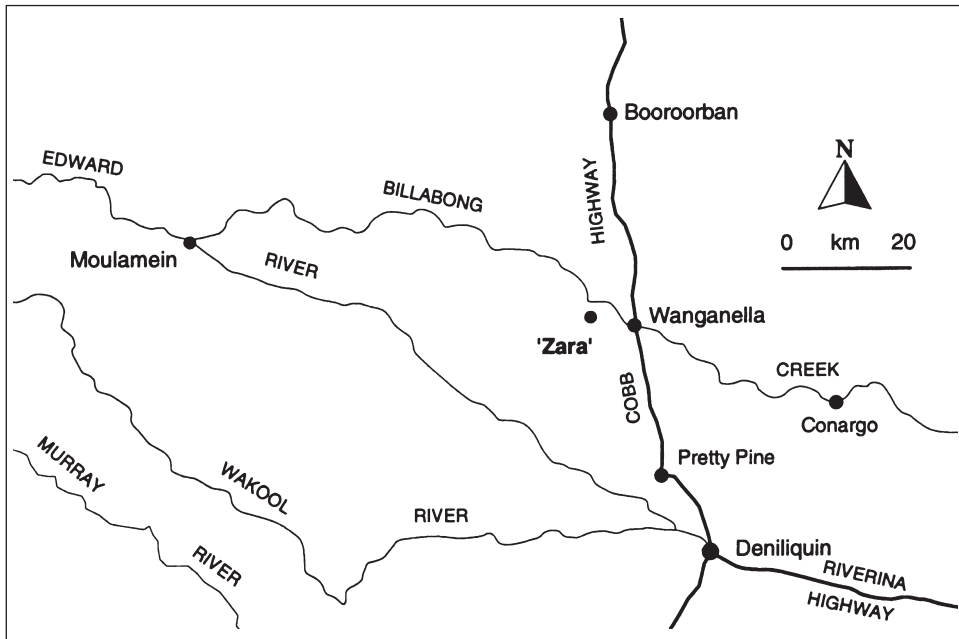 Booroorban
N
EDWARD
BILLABONG
HIGHWAY
0 km 20
Moulamein
RIVER
Wanganella
'Zara'
CREEK
COBB
Conargo
Pretty Pine
MURRAY
WAKOOL
RIVER
Deniliquin
RIVER
RIVERINA
HIGHWAY